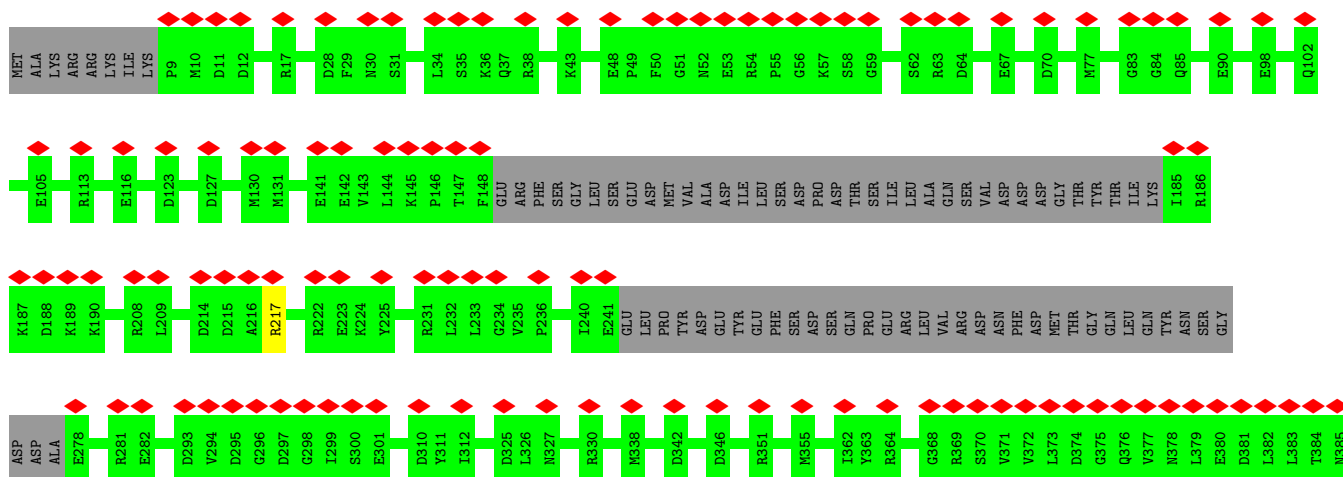 MET ALA LYS ARG ARG LYS ILE LYS P9 M10 D11 D12 R17 D28 F29 N30 S31 L34 S35 K36 Q37 R38 K43 E48 P49 F50 G51 N52 E53 R54 P55 G56 K57 S58 G59 S62 R63 D64 E67 D70 M77 G83 G84 Q85 E90 E98 Q102
E105 R113 E116 D123 D127 M130 M131 E141 E142 V143 L144 K145 P146 T147 F148 GLU ARG PHE SER GLY LEU SER GLU ASP MET VAL ALA ASP ILE LEU SER ASP PRO ASP THR SER ILE LEU ALA GLN SER VAL ASP ASP ASP GLY THR TYR THR ILE LYS I185 R186
K187 D188 K189 K190 R208 L209 D214 D215 A216 R217 R222 E223 K224 Y225 R231 L232 L233 G234 V235 P236 I240 E241 GLU LEU PRO TYR ASP GLU TYR GLU PHE SER ASP SER GLN PRO GLU ARG LEU VAL ARG ASP ASN PHE ASP MET THR GLY GLN LEU GLN TYR ASN SER GLY
ASP ASP ALA E278 R281 E282 D293 V294 D295 G296 D297 G298 I299 S300 E301 D310 Y311 I312 D325 L326 N327 R330 M338 D342 D346 R351 M355 I362 Y363 R364 G368 R369 S370 V371 V372 L373 D374 G375 Q376 V377 N378 L379 E380 D381 L382 L383 T384 N385